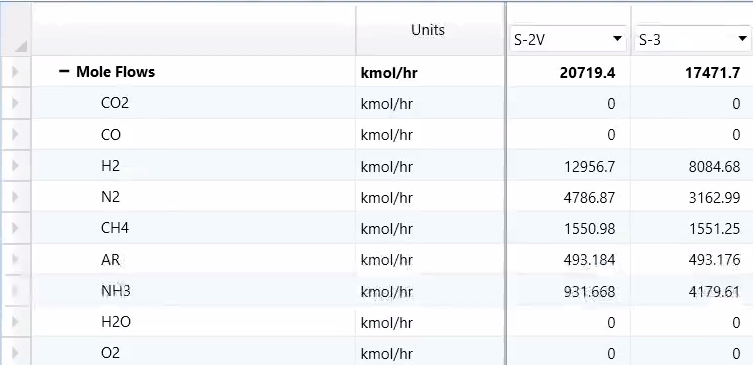 Units S-2V S-3
− Mole Flows kmol/hr 20719.4 17471.7
CO2 kmol/hr 0 0
CO kmol/hr 0 0
H2 kmol/hr 12956.7 8084.68
N2 kmol/hr 4786.87 3162.99
CH4 kmol/hr 1550.98 1551.25
AR kmol/hr 493.184 493.176
NH3 kmol/hr 931.668 4179.61
H2O kmol/hr 0 0
O2 kmol/hr 0 0